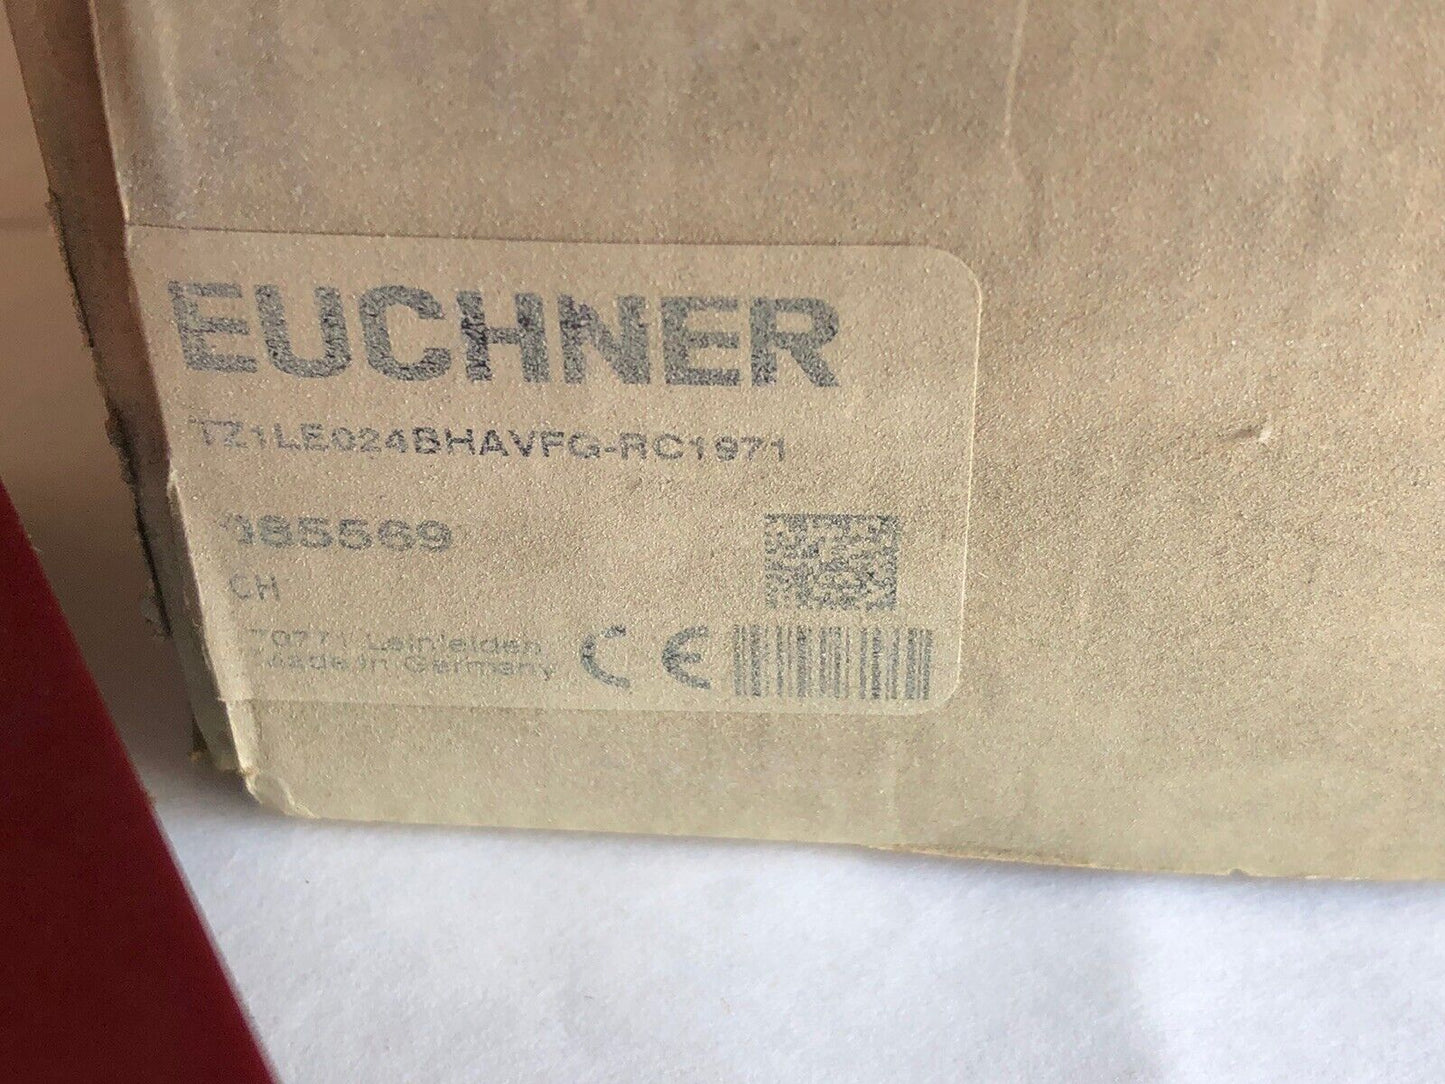 EUCHNER
TZ1LE024BHAVFG-RC1971
085569
CH
70771 Leinfelden
Made in Germany
CE